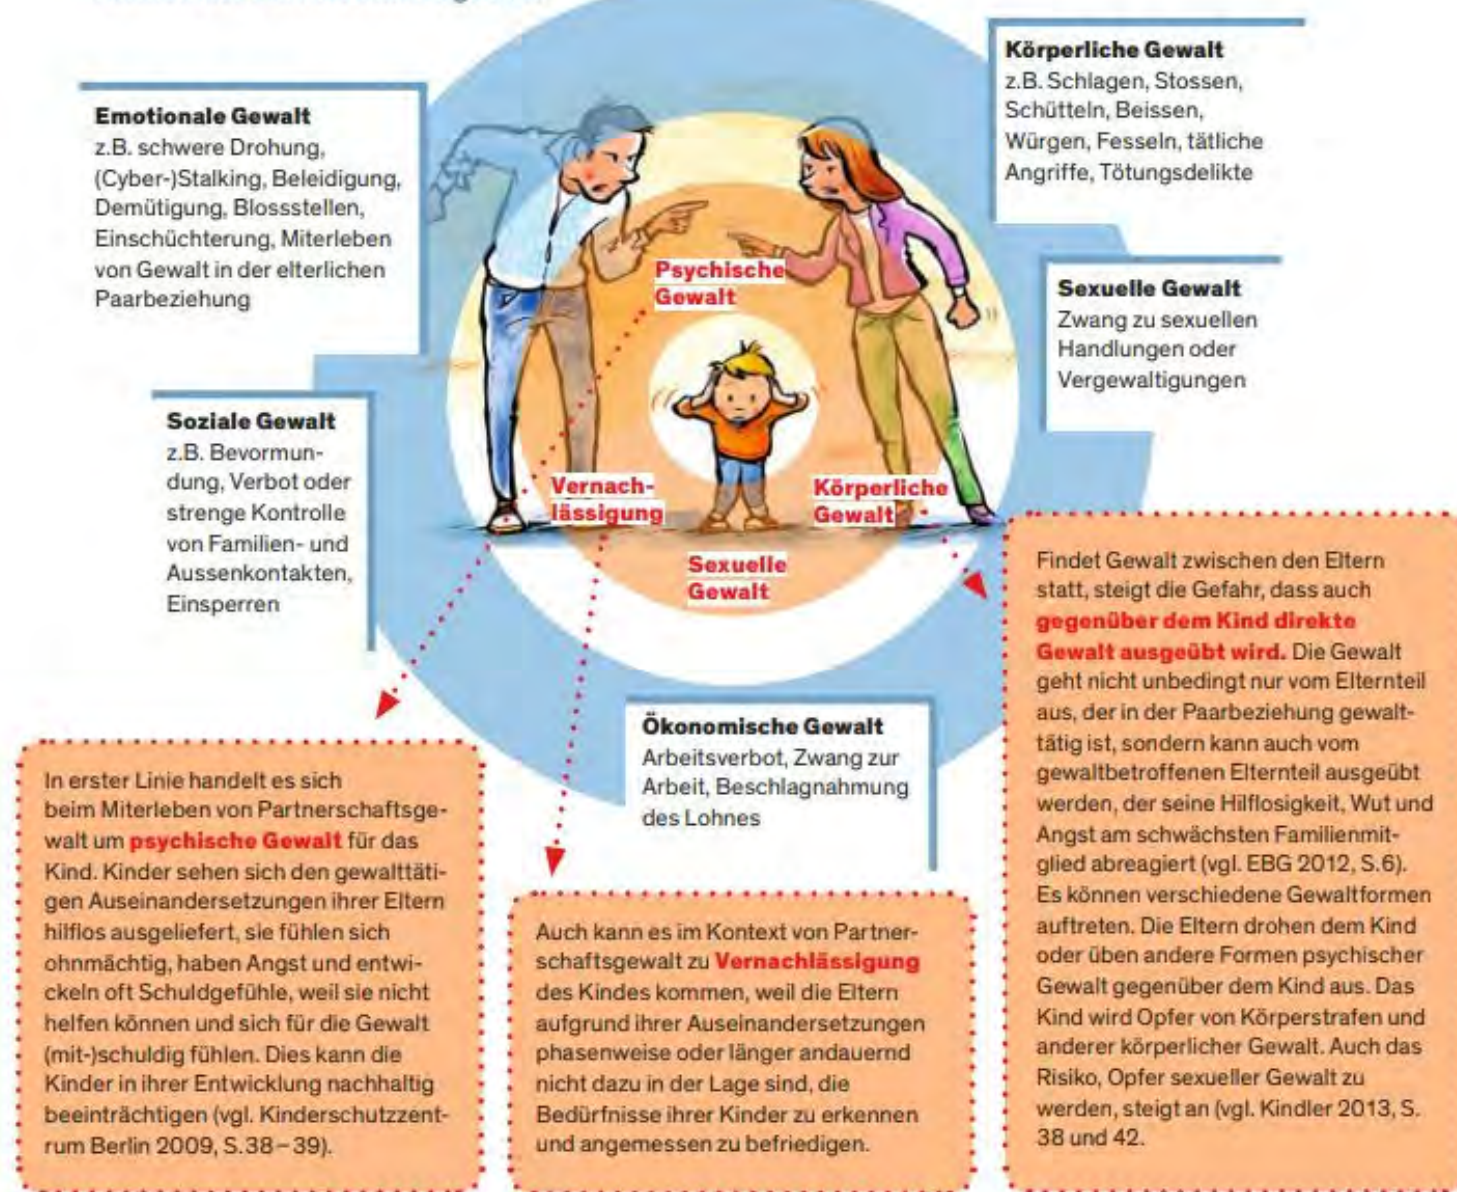 Emotionale Gewalt
z.B. schwere Drohung,
(Cyber-)Stalking, Beleidigung,
Demütigung, Blossstellen,
Einschüchterung, Miterleben
von Gewalt in der elterlichen
Paarbeziehung
Körperliche Gewalt
z.B. Schlagen, Stossen,
Schütteln, Beissen,
Würgen, Fesseln, tätliche
Angriffe, Tötungsdelikte
Sexuelle Gewalt
Zwang zu sexuellen
Handlungen oder
Vergewaltigungen
Soziale Gewalt
z.B. Bevormun-
dung, Verbot oder
strenge Kontrolle
von Familien- und
Aussenkontakten,
Einsperren
Psychische
Gewalt
Vernach-
lässigung
Körperliche
Gewalt
Sexuelle
Gewalt
Ökonomische Gewalt
Arbeitsverbot, Zwang zur
Arbeit, Beschlagnahmung
des Lohnes
In erster Linie handelt es sich
beim Miterleben von Partnerschaftsge-
walt um psychische Gewalt für das
Kind. Kinder sehen sich den gewalttäti-
gen Auseinandersetzungen ihrer Eltern
hilflos ausgeliefert, sie fühlen sich
ohnmächtig, haben Angst und entwi-
ckeln oft Schuldgefühle, weil sie nicht
helfen können und sich für die Gewalt
(mit-)schuldig fühlen. Dies kann die
Kinder in ihrer Entwicklung nachhaltig
beeinträchtigen (vgl. Kinderschutzzent-
rum Berlin 2009, S.38–39).
Auch kann es im Kontext von Partner-
schaftsgewalt zu Vernachlässigung
des Kindes kommen, weil die Eltern
aufgrund ihrer Auseinandersetzungen
phasenweise oder länger andauernd
nicht dazu in der Lage sind, die
Bedürfnisse ihrer Kinder zu erkennen
und angemessen zu befriedigen.
Findet Gewalt zwischen den Eltern
statt, steigt die Gefahr, dass auch
gegenüber dem Kind direkte
Gewalt ausgeübt wird. Die Gewalt
geht nicht unbedingt nur vom Elternteil
aus, der in der Paarbeziehung gewalt-
tätig ist, sondern kann auch vom
gewaltbetroffenen Elternteil ausgeübt
werden, der seine Hilflosigkeit, Wut und
Angst am schwächsten Familienmit-
glied abreagiert (vgl. EBG 2012, S.6).
Es können verschiedene Gewaltformen
auftreten. Die Eltern drohen dem Kind
oder üben andere Formen psychischer
Gewalt gegenüber dem Kind aus. Das
Kind wird Opfer von Körperstrafen und
anderer körperlicher Gewalt. Auch das
Risiko, Opfer sexueller Gewalt zu
werden, steigt an (vgl. Kindler 2013, S.
38 und 42.